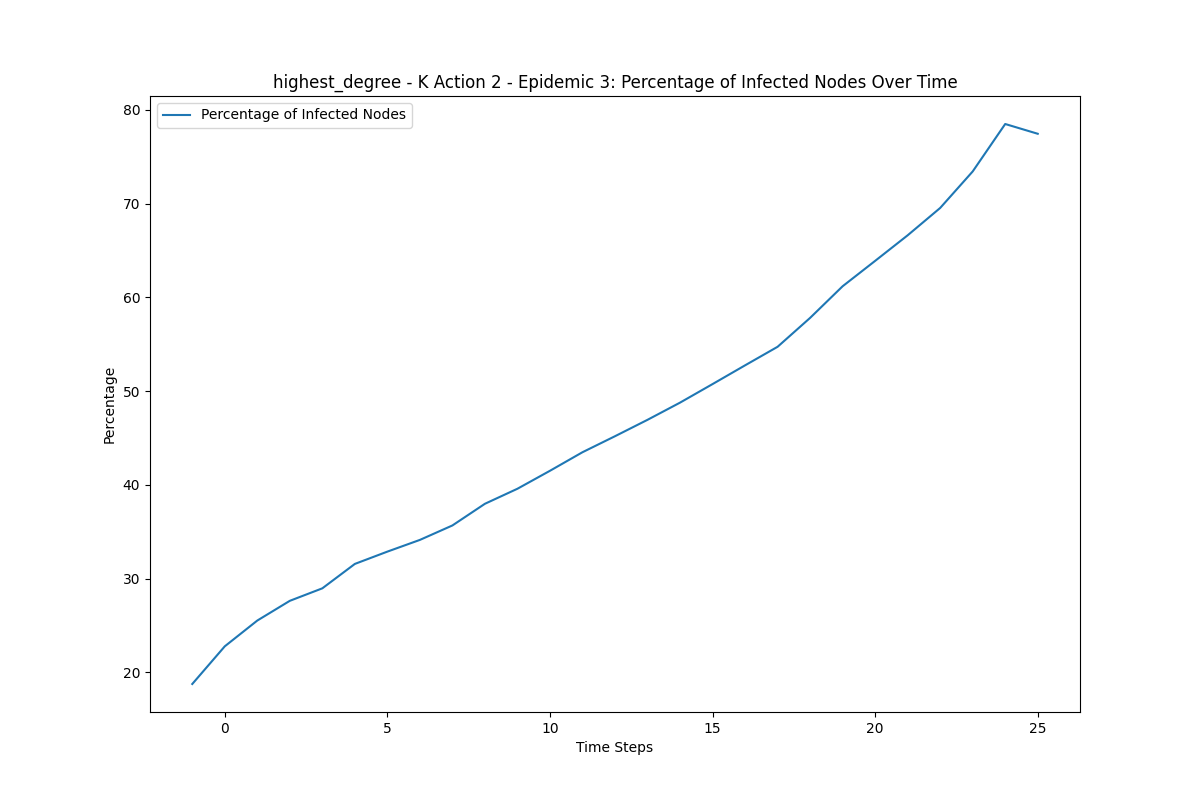 highest_degree - K Action 2 - Epidemic 3: Percentage of Infected Nodes Over Time
Percentage of Infected Nodes
80
70
60
50
40
30
20
Percentage
0 5 10 15 20 25
Time Steps